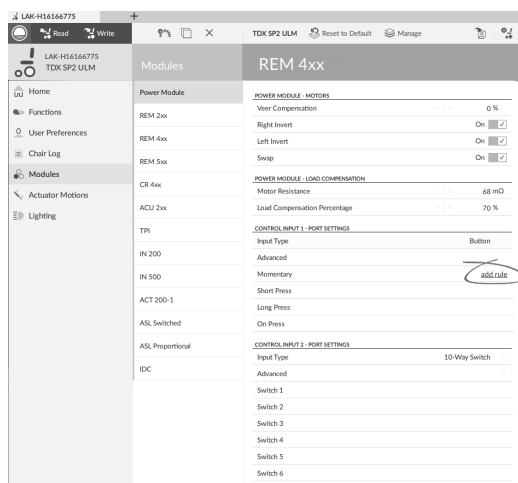 LAK-H16166775 +
Read Write TDX SP2 ULM Reset to Default Manage
LAK-H16166775
TDX SP2 ULM
Home
Functions
User Preferences
Chair Log
Modules
Actuator Motions
Lighting
Modules
Power Module
REM 2xx
REM 4xx
REM 5xx
CR 4xx
ACU 2xx
TPI
IN 200
IN 500
ACT 200-1
ASL Switched
ASL Proportional
IDC
REM 4xx
POWER MODULE - MOTORS
Veer Compensation - + 0 %
Right Invert On
Left Invert On
Swap On
POWER MODULE - LOAD COMPENSATION
Motor Resistance - + 68 mΩ
Load Compensation Percentage - + 70 %
CONTROL INPUT 1 - PORT SETTINGS
Input Type Button
Advanced
Momentary add rule
Short Press
Long Press
On Press
CONTROL INPUT 2 - PORT SETTINGS
Input Type 10-Way Switch
Advanced
Switch 1
Switch 2
Switch 3
Switch 4
Switch 5
Switch 6